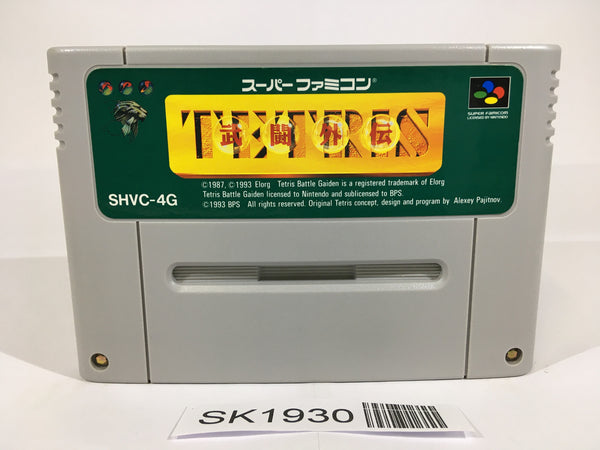 スーパーファミコン®
TETRIS
武闘外伝
SUPER FAMICOM
LICENSED BY NINTENDO
©1987, ©1993 Elorg Tetris Battle Gaiden is a registered trademark of Elorg
Tetris Battle Gaiden licensed to Nintendo and sublicensed to BPS.
©1993 BPS All rights reserved. Original Tetris concept, design and program by Alexey Pajitnov.
SHVC-4G
SK1930